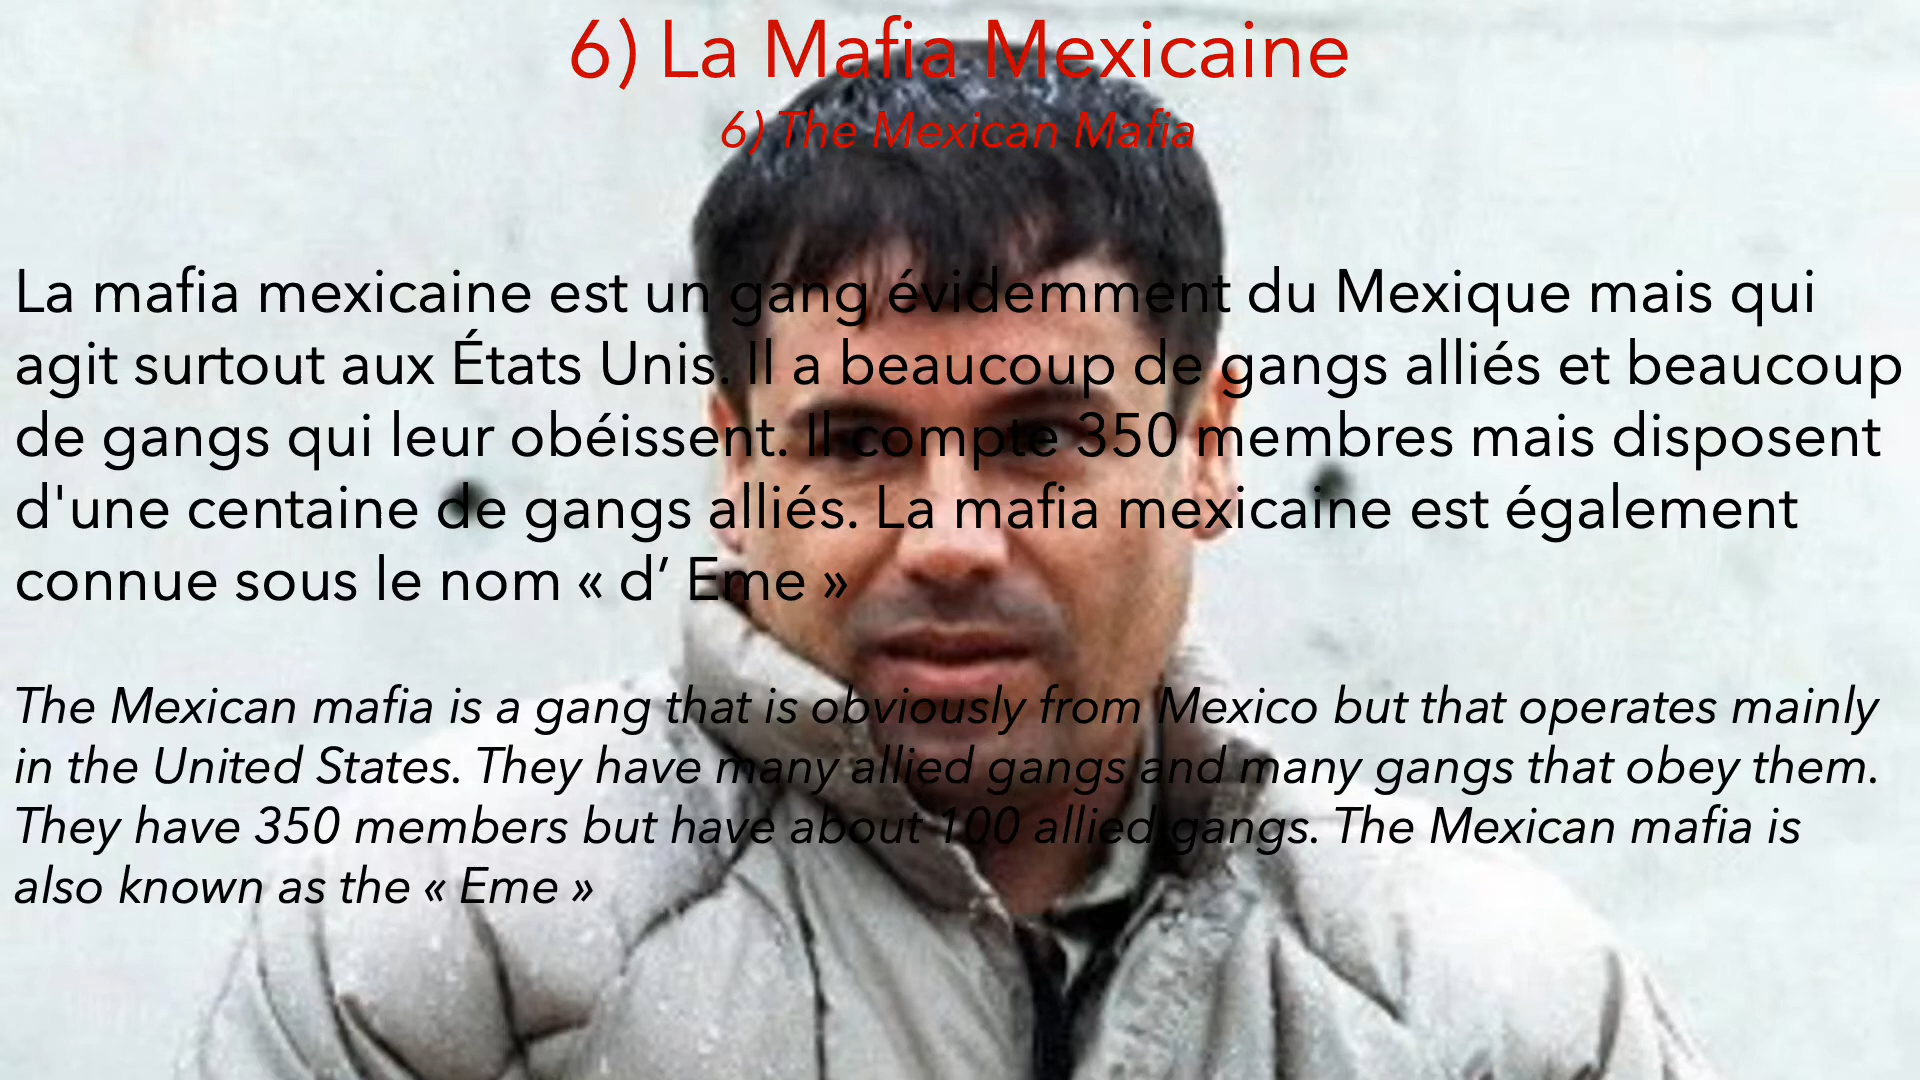 6) La Mafia Mexicaine
6) The Mexican Mafia
La mafia mexicaine est un gang évidemment du Mexique mais qui
agit surtout aux États Unis. Il a beaucoup de gangs alliés et beaucoup
de gangs qui leur obéissent. Il compte 350 membres mais disposent
d'une centaine de gangs alliés. La mafia mexicaine est également
connue sous le nom « d’ Eme »
The Mexican mafia is a gang that is obviously from Mexico but that operates mainly
in the United States. They have many allied gangs and many gangs that obey them.
They have 350 members but have about 100 allied gangs. The Mexican mafia is
also known as the « Eme »